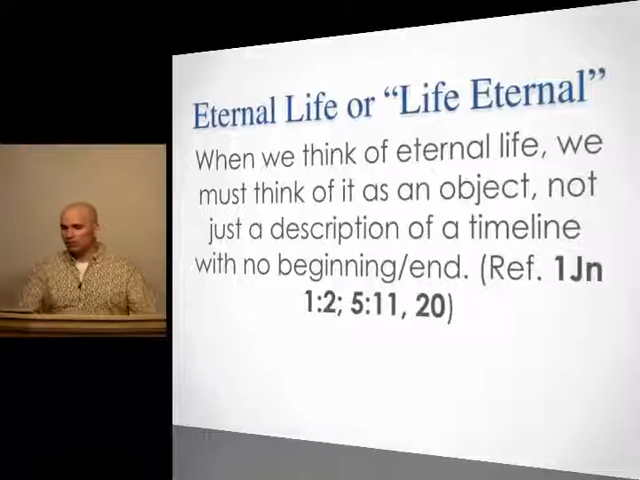 Eternal Life or “Life Eternal”
When we think of eternal life, we
must think of it as an object, not
just a description of a timeline
with no beginning/end. (Ref. 1Jn
1:2; 5:11, 20)